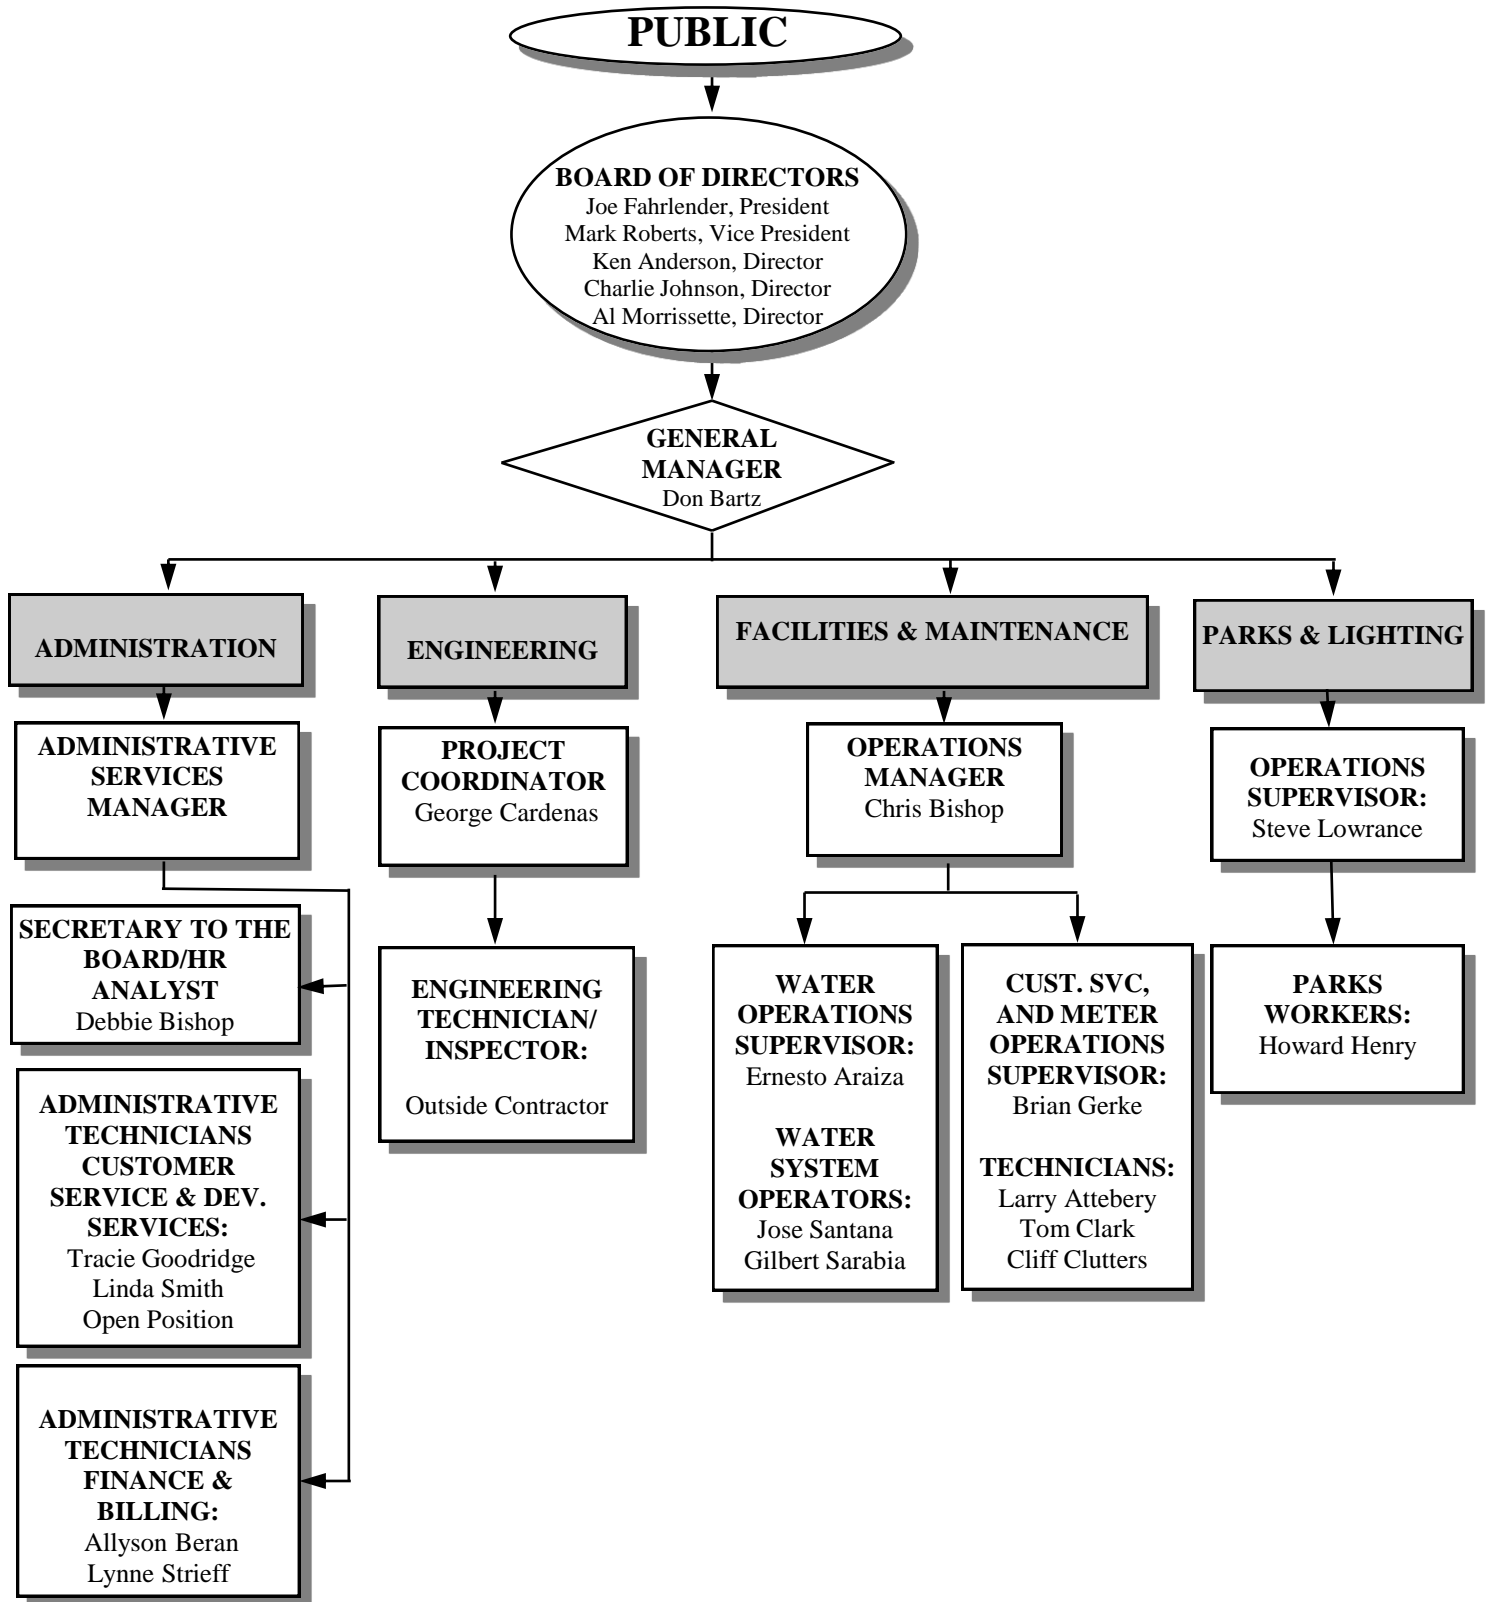 PUBLIC
BOARD OF DIRECTORS
Joe Fahrlender, President
Mark Roberts, Vice President
Ken Anderson, Director
Charlie Johnson, Director
Al Morrissette, Director
GENERAL
MANAGER
Don Bartz
ADMINISTRATION
ENGINEERING
FACILITIES & MAINTENANCE
PARKS & LIGHTING
ADMINISTRATIVE
SERVICES
MANAGER
PROJECT
COORDINATOR
George Cardenas
OPERATIONS
MANAGER
Chris Bishop
OPERATIONS
SUPERVISOR:
Steve Lowrance
SECRETARY TO THE
BOARD/HR
ANALYST
Debbie Bishop
ENGINEERING
TECHNICIAN/
INSPECTOR:
Outside Contractor
WATER
OPERATIONS
SUPERVISOR:
Ernesto Araiza
WATER
SYSTEM
OPERATORS:
Jose Santana
Gilbert Sarabia
CUST. SVC,
AND METER
OPERATIONS
SUPERVISOR:
Brian Gerke
TECHNICIANS:
Larry Attebery
Tom Clark
Cliff Clutters
PARKS
WORKERS:
Howard Henry
ADMINISTRATIVE
TECHNICIANS
CUSTOMER
SERVICE & DEV.
SERVICES:
Tracie Goodridge
Linda Smith
Open Position
ADMINISTRATIVE
TECHNICIANS
FINANCE &
BILLING:
Allyson Beran
Lynne Strieff